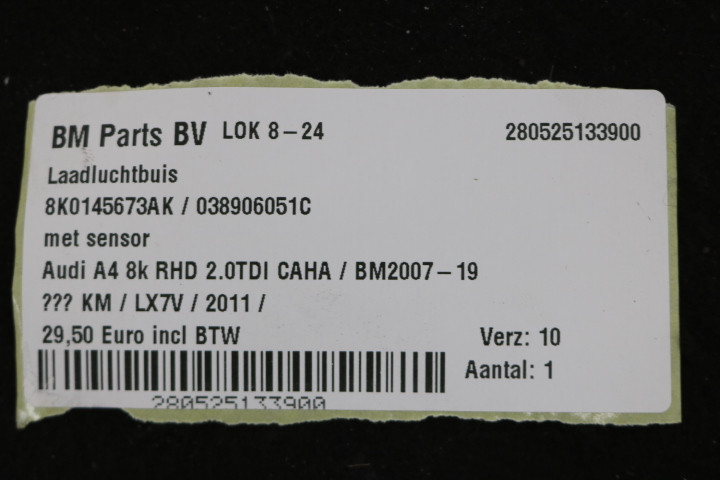 BM Parts BV LOK 8-24 280525133900
Laadluchtbuis
8K0145673AK / 038906051C
met sensor
Audi A4 8k RHD 2.0TDI CAHA / BM2007-19
??? KM / LX7V / 2011 /
29,50 Euro incl BTW Verz: 10
Aantal: 1
280525133900